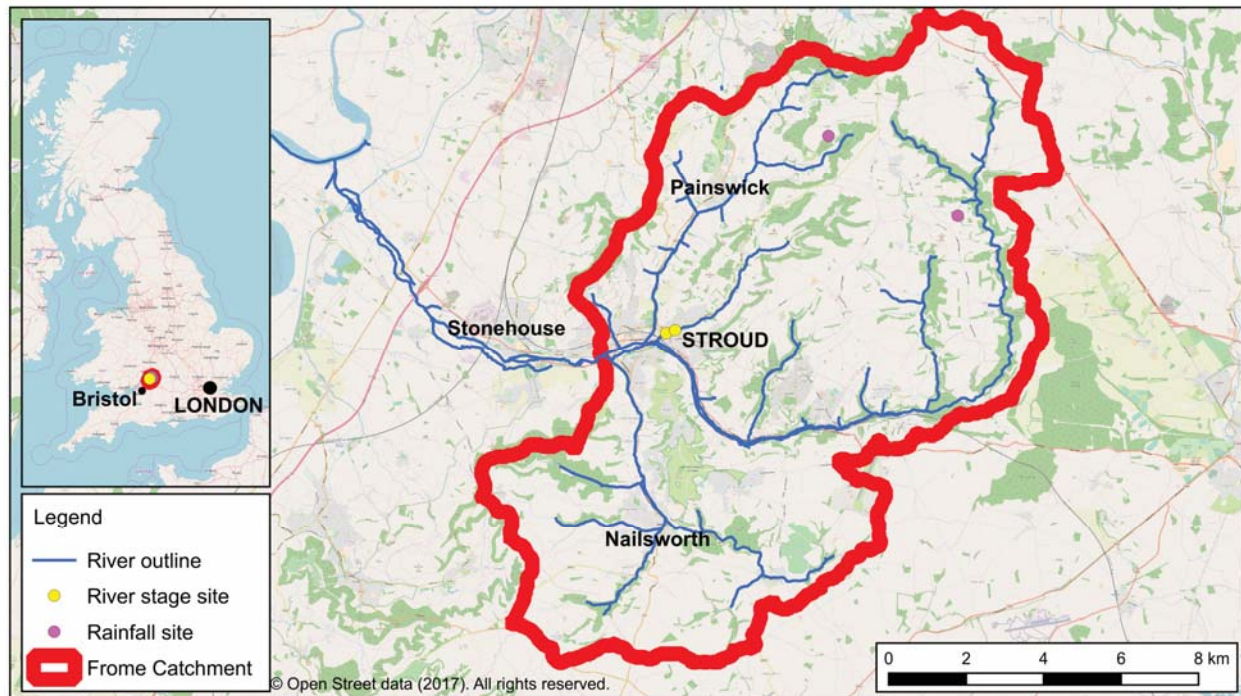 Painswick
Stonehouse
STROUD
Bristol
LONDON
Nailsworth
Legend
River outline
River stage site
Rainfall site
Frome Catchment
0 2 4 6 8 km
© Open Street data (2017). All rights reserved.